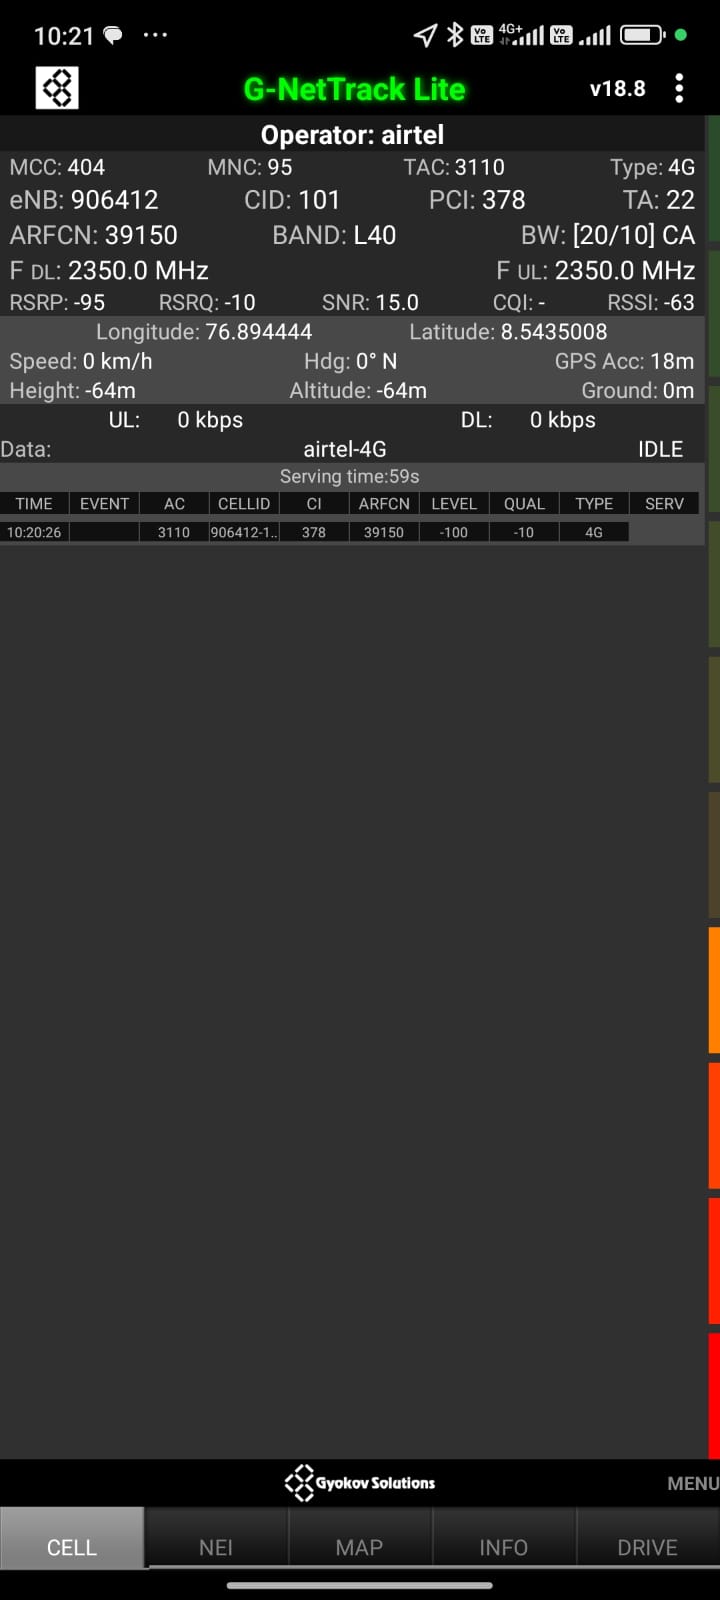 10:21 ... VoLTE 4G+ VoLTE
G-NetTrack Lite v18.8
Operator: airtel
MCC: 404 MNC: 95 TAC: 3110 Type: 4G
eNB: 906412 CID: 101 PCI: 378 TA: 22
ARFCN: 39150 BAND: L40 BW: [20/10] CA
F DL: 2350.0 MHz F UL: 2350.0 MHz
RSRP: -95 RSRQ: -10 SNR: 15.0 CQI: - RSSI: -63
Longitude: 76.894444 Latitude: 8.5435008
Speed: 0 km/h Hdg: 0° N GPS Acc: 18m
Height: -64m Altitude: -64m Ground: 0m
UL: 0 kbps DL: 0 kbps
Data: airtel-4G IDLE
Serving time:59s
TIME EVENT AC CELLID CI ARFCN LEVEL QUAL TYPE SERV
10:20:26 3110 906412-1.. 378 39150 -100 -10 4G
Gyokov Solutions MENU
CELL NEI MAP INFO DRIVE